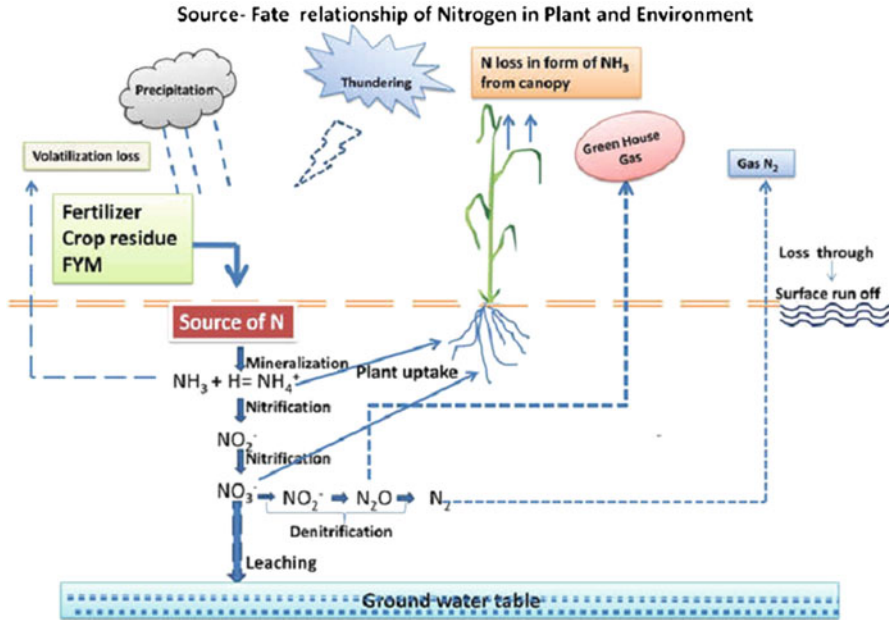 Source- Fate relationship of Nitrogen in Plant and Environment
Precipitation
Thundering
N loss in form of NH₃
from canopy
Volatilization loss
Green House
Gas
Gas N₂
Fertilizer
Crop residue
FYM
Loss through
Surface run off
Source of N
Mineralization
NH₃ + H= NH₄⁺
Plant uptake
Nitrification
NO₂⁻
Nitrification
NO₃⁻
NO₂⁻
N₂O
N₂
Denitrification
Leaching
Ground water table